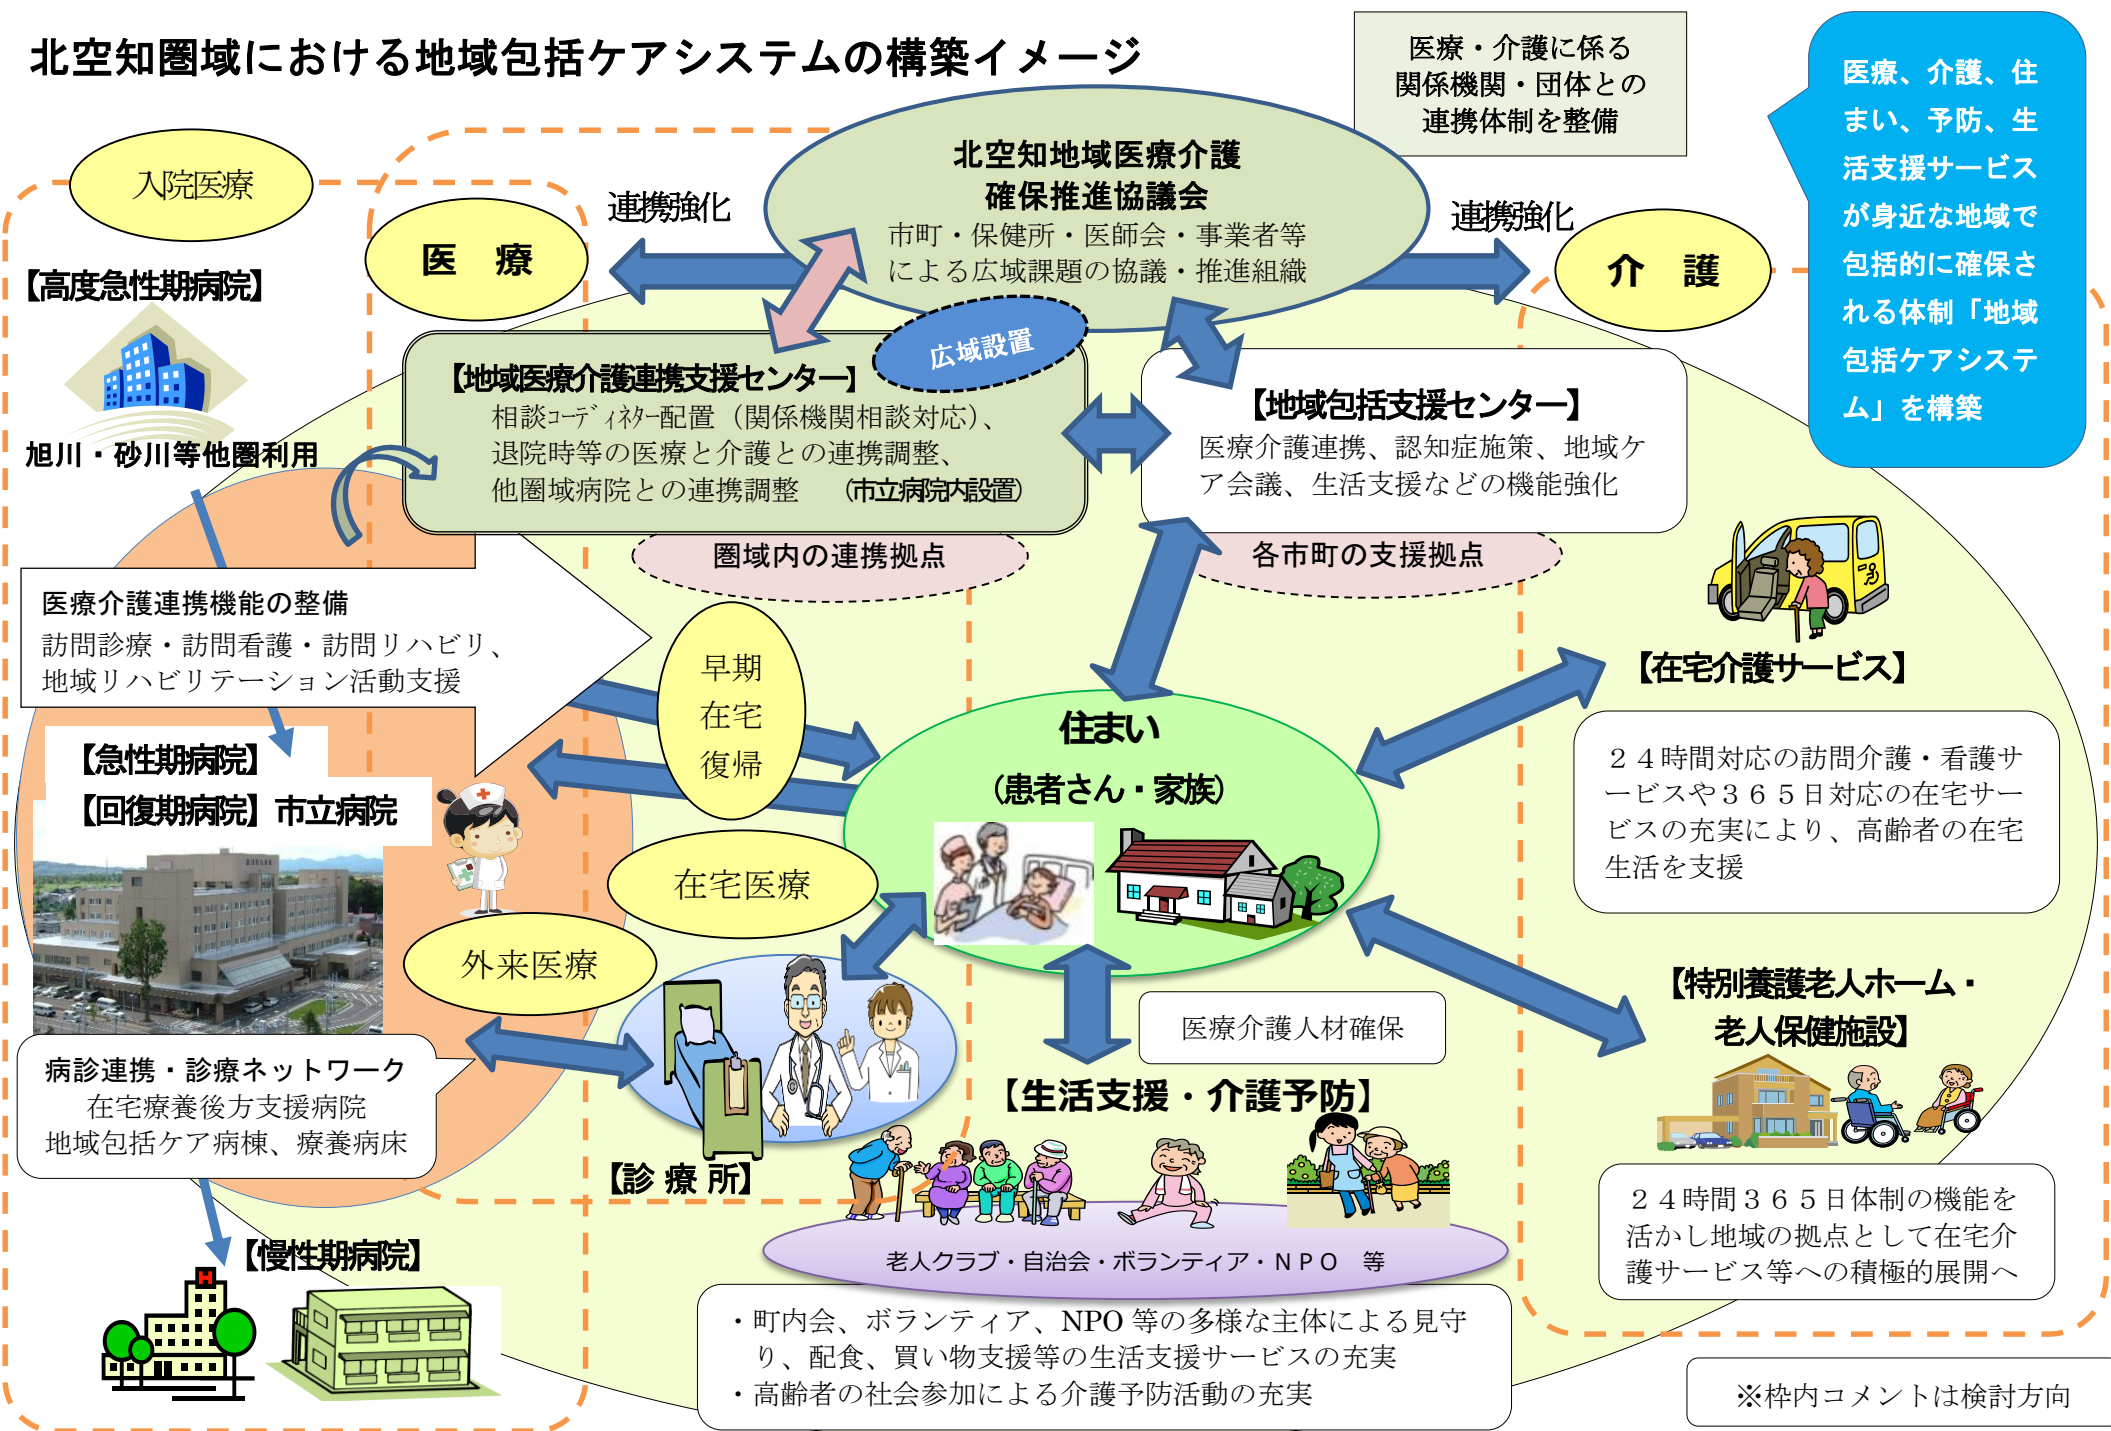 北空知圏域における地域包括ケアシステムの構築イメージ
医療・介護に係る
関係機関・団体との
連携体制を整備
医療、介護、住
まい、予防、生
活支援サービス
が身近な地域で
包括的に確保さ
れる体制「地域
包括ケアシステ
ム」を構築
北空知地域医療介護
確保推進協議会
市町・保健所・医師会・事業者等
による広域課題の協議・推進組織
入院医療
医　療
連携強化
連携強化
介　護
【高度急性期病院】
旭川・砂川等他圏利用
広域設置
【地域医療介護連携支援センター】
相談ｺｰﾃﾞｨﾈﾀｰ配置（関係機関相談対応）、
退院時等の医療と介護との連携調整、
他圏域病院との連携調整　（市立病院内設置）
【地域包括支援センター】
医療介護連携、認知症施策、地域ケ
ア会議、生活支援などの機能強化
圏域内の連携拠点
各市町の支援拠点
医療介護連携機能の整備
訪問診療・訪問看護・訪問リハビリ、
地域リハビリテーション活動支援
早期
在宅
復帰
住まい
（患者さん・家族）
【在宅介護サービス】
２４時間対応の訪問介護・看護サ
ービスや３６５日対応の在宅サー
ビスの充実により、高齢者の在宅
生活を支援
【急性期病院】
【回復期病院】市立病院
在宅医療
外来医療
【特別養護老人ホーム・
老人保健施設】
医療介護人材確保
病診連携・診療ネットワーク
在宅療養後方支援病院
地域包括ケア病棟、療養病床
【生活支援・介護予防】
【診 療 所】
２４時間３６５日体制の機能を
活かし地域の拠点として在宅介
護サービス等への積極的展開へ
【慢性期病院】
H
老人クラブ・自治会・ボランティア・ＮＰＯ　等
・町内会、ボランティア、NPO 等の多様な主体による見守
り、配食、買い物支援等の生活支援サービスの充実
・高齢者の社会参加による介護予防活動の充実
※枠内コメントは検討方向